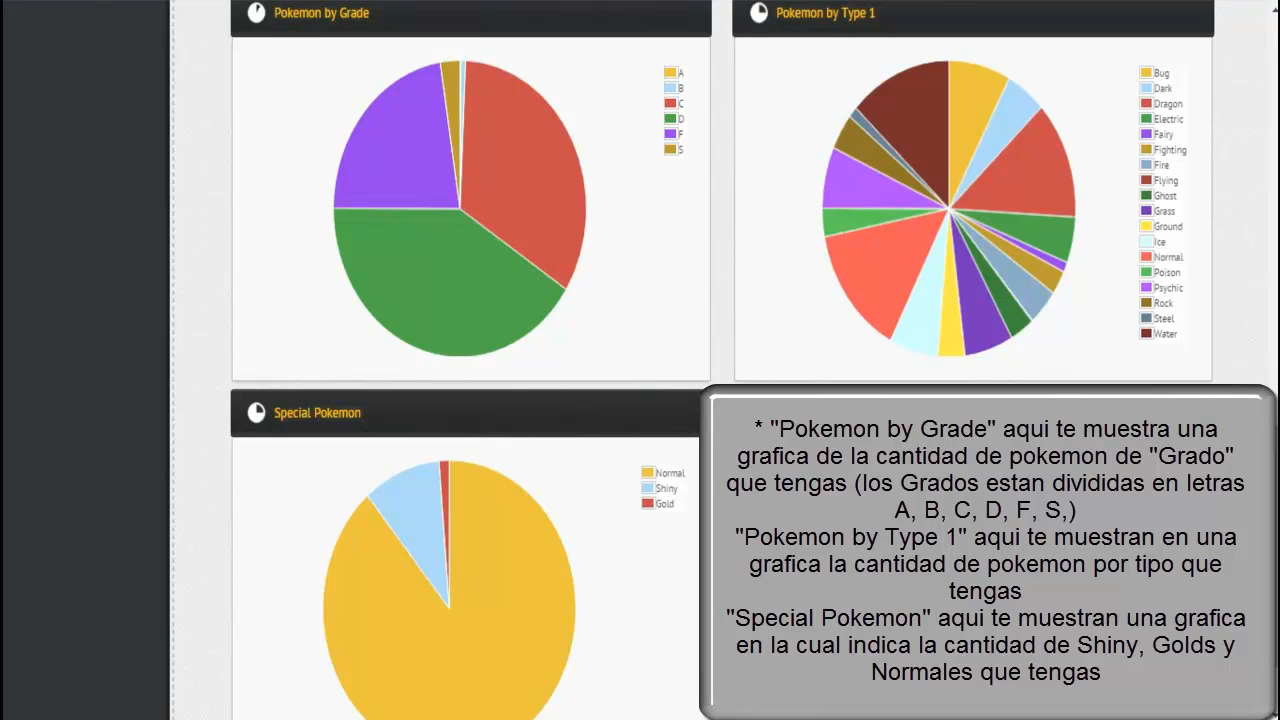 Pokemon by Grade
A
B
C
D
F
S
Pokemon by Type 1
Bug
Dark
Dragon
Electric
Fairy
Fighting
Fire
Flying
Ghost
Grass
Ground
Ice
Normal
Poison
Psychic
Rock
Steel
Water
Special Pokemon
Normal
Shiny
Gold
* "Pokemon by Grade" aqui te muestra una
grafica de la cantidad de pokemon de "Grado"
que tengas (los Grados estan divididas en letras
A, B, C, D, F, S,)
"Pokemon by Type 1" aqui te muestran en una
grafica la cantidad de pokemon por tipo que
tengas
"Special Pokemon" aqui te muestran una grafica
en la cual indica la cantidad de Shiny, Golds y
Normales que tengas